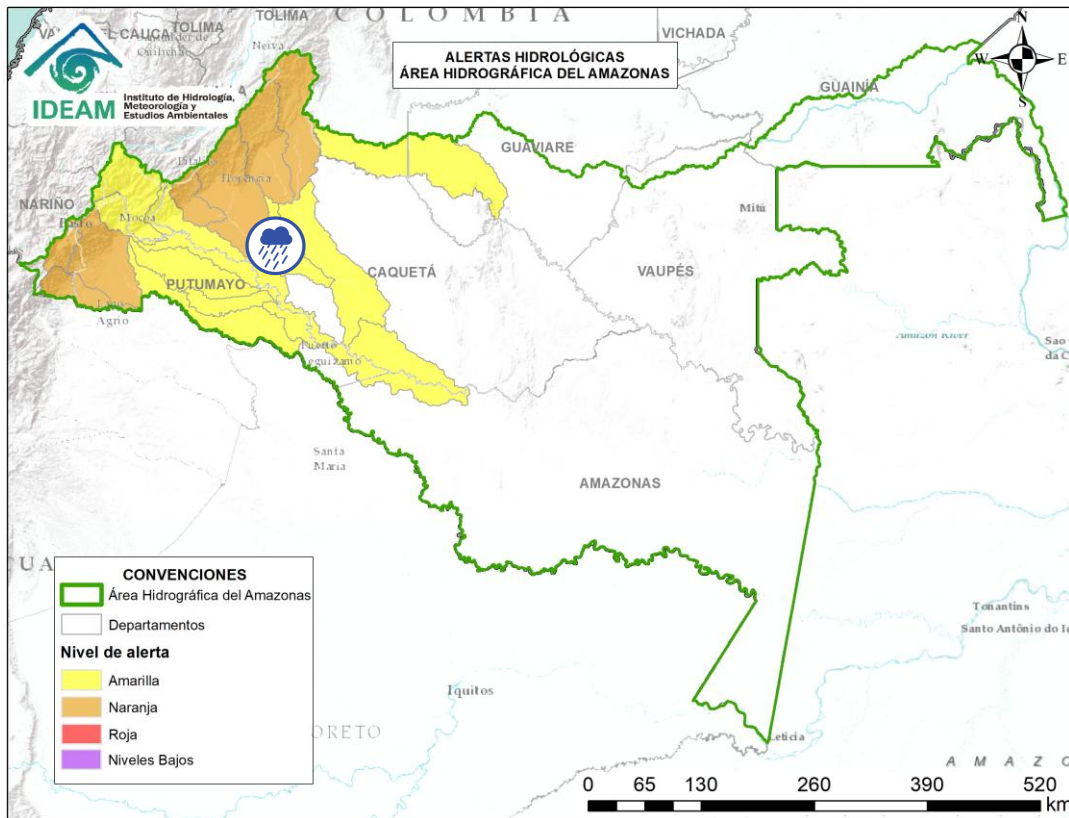 COLOMBIA
TOLIMA
TOLIMA
Neiva
VICHADA
IDEAM
Instituto de Hidrología,
Meteorología y
Estudios Ambientales
ALERTAS HIDROLÓGICAS
ÁREA HIDROGRÁFICA DEL AMAZONAS
N
W
E
S
GUAINÍA
GUAVIARE
NARIÑO
Mocoa
Mitú
CAQUETÁ
VAUPÉS
PUTUMAYO
Agrio
Amazon River
Santa
Maria
AMAZONAS
CONVENCIONES
Área Hidrográfica del Amazonas
Departamentos
Nivel de alerta
Amarilla
Naranja
Roja
Niveles Bajos
Tonantins
Santo Antônio do Iç
Iquitos
ORETO
Leticia
AMAZO
0 65 130 260 390 520
km